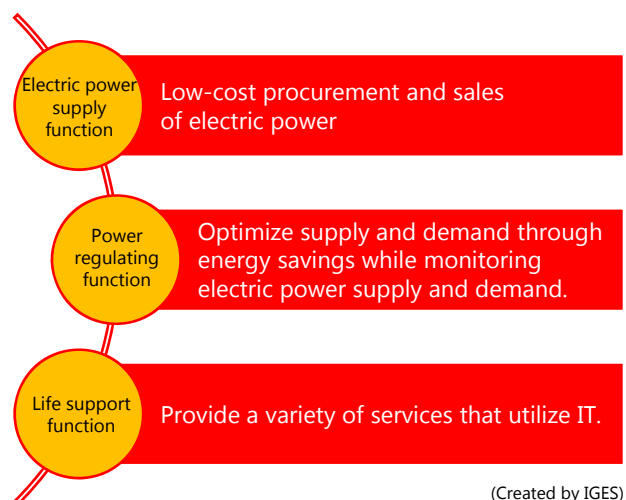 Electric power
supply
function
Low-cost procurement and sales
of electric power
Power
regulating
function
Optimize supply and demand through
energy savings while monitoring
electric power supply and demand.
Life support
function
Provide a variety of services that utilize IT.
(Created by IGES)